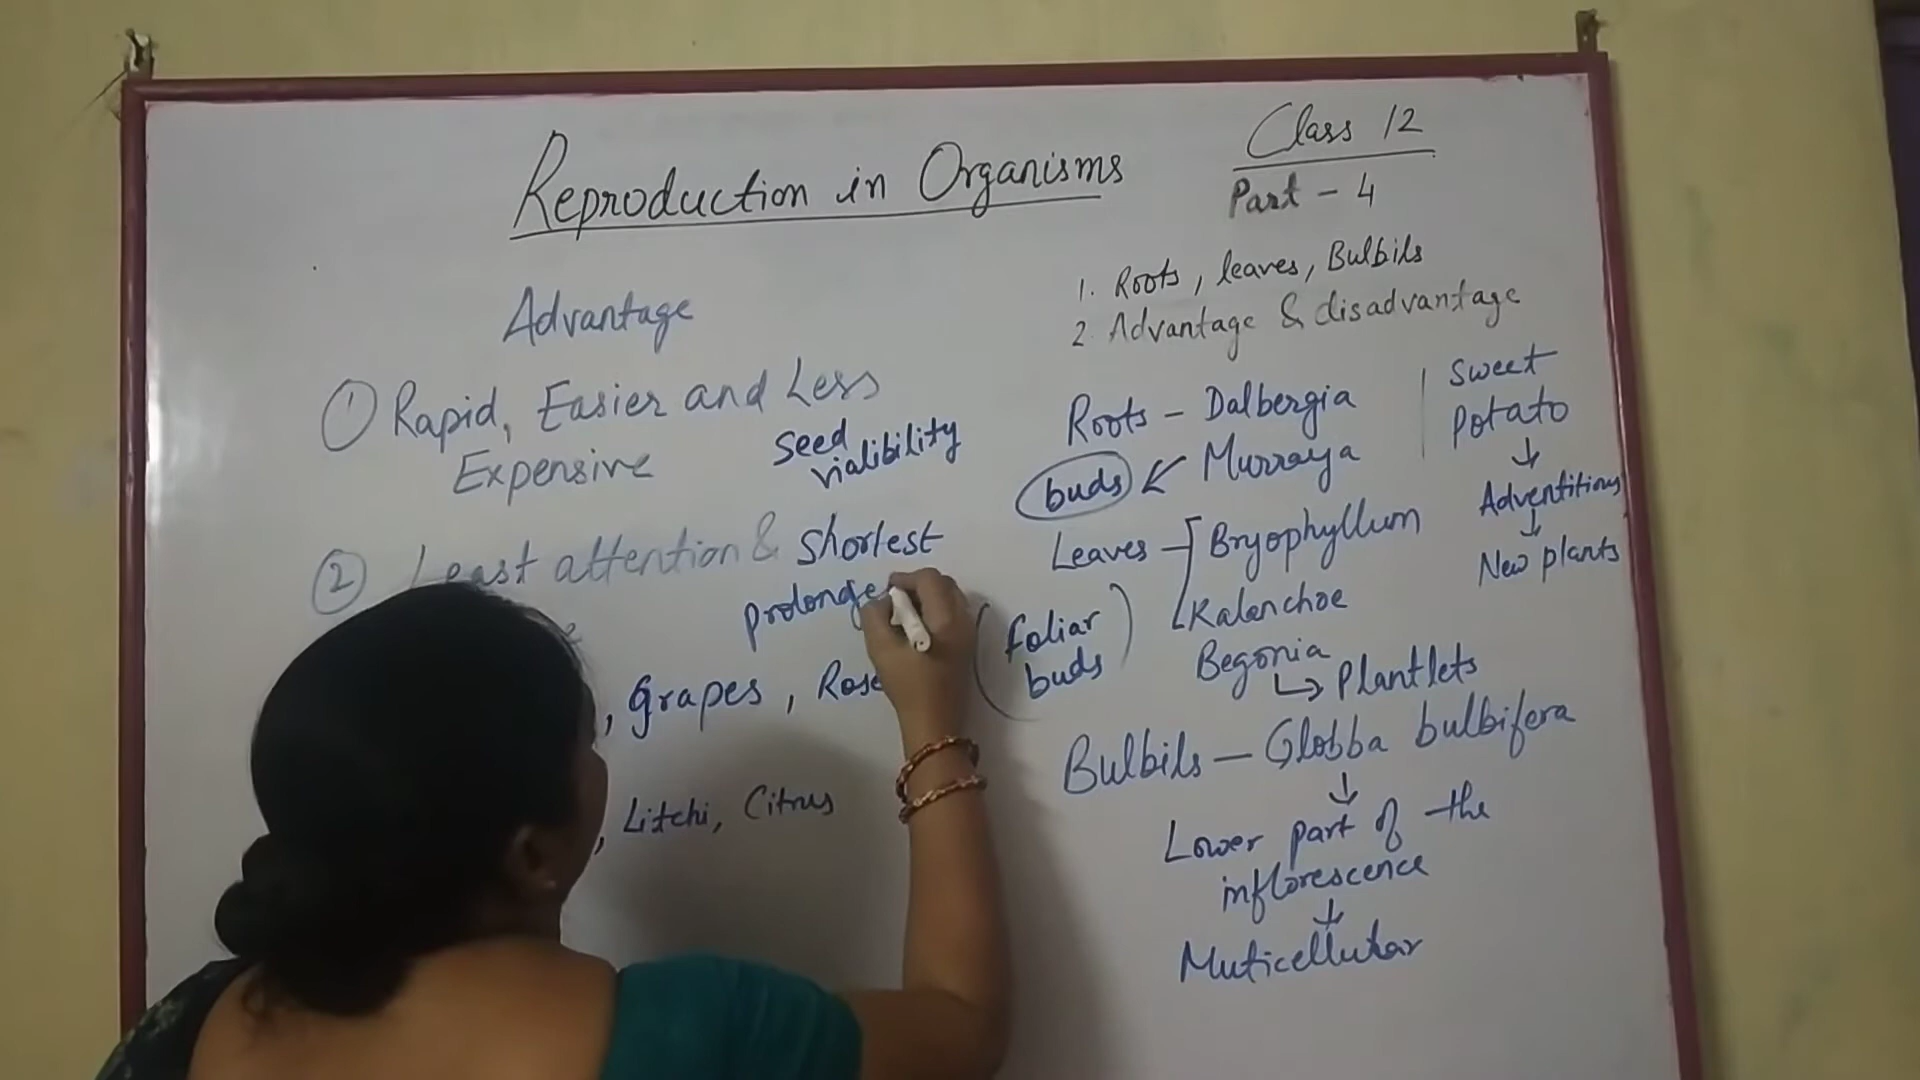 Reproduction in Organisms
Class 12
Part - 4
1. Roots, leaves, Bulbils
2. Advantage & disadvantage
Advantage
① Rapid, Easier and Less
Expensive
seed
vialibility
② Least attention & shortest
prolonge
, Grapes, Rose
, Litchi, Citrus
Roots - Dalbergia
buds ↙ Murraya
Sweet
Potato
↓
Adventitious
↓
New plants
Leaves - Bryophyllum
Kalanchoe
(foliar
buds)
Begonia
↳ Plantlets
Bulbils - Globba bulbifera
↓
Lower part of the
inflorescence
↓
Muticellular